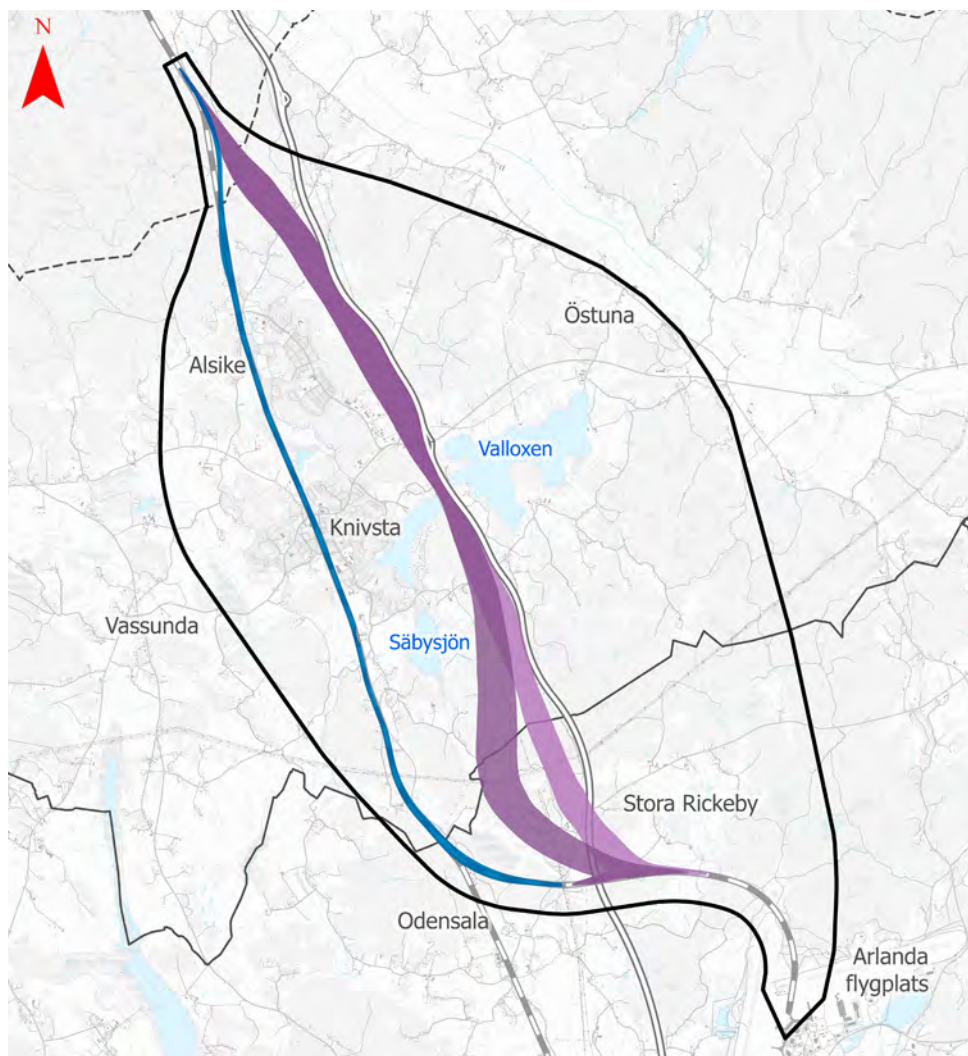 N
Östuna
Alsike
Valloxen
Knivsta
Vassunda
Säbysjön
Stora Rickeby
Odensala
Arlanda
flygplats